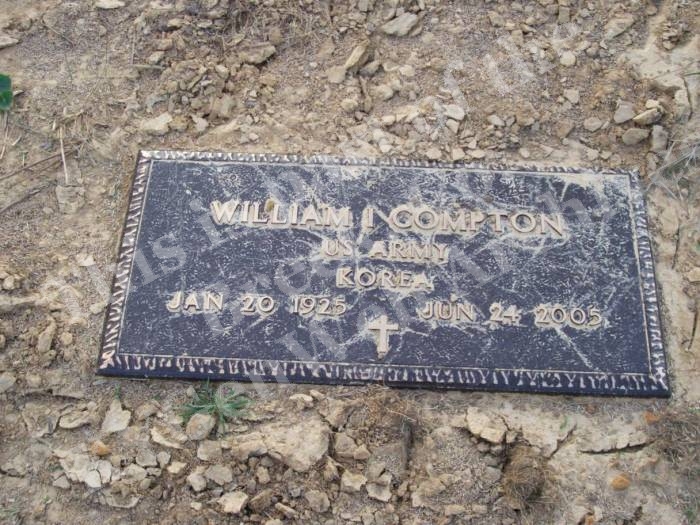 WILLIAM I COMPTON
US ARMY
KOREA
JAN 20 1925 JUN 24 2005